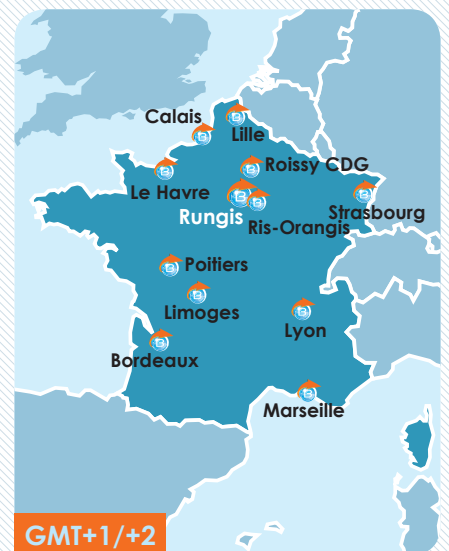 Calais
Lille
Roissy CDG
Le Havre
Rungis
Strasbourg
Ris-Orangis
Poitiers
Limoges
Lyon
Bordeaux
Marseille
GMT+1/+2